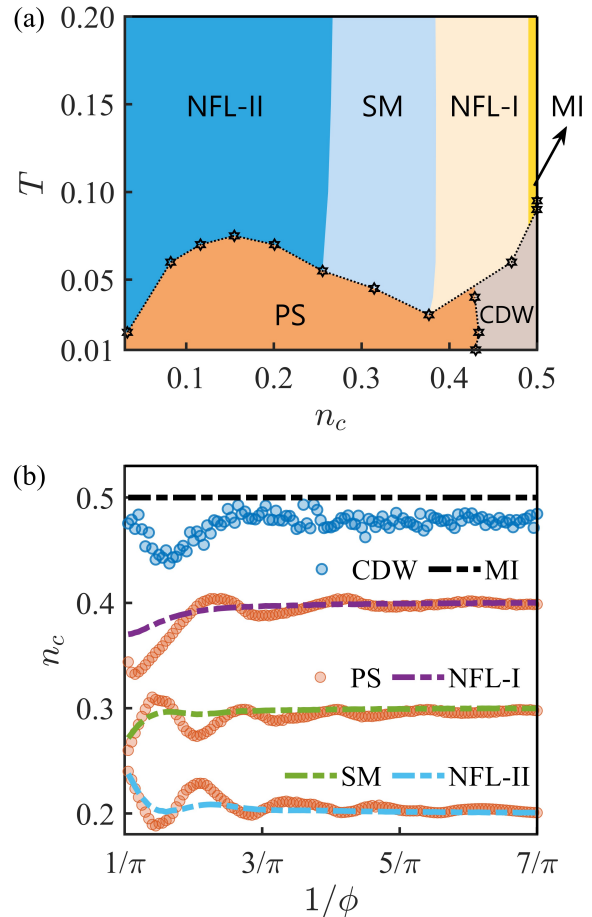 (a)
0.20
0.15
0.10
0.05
0.01
T
NFL-II
SM
NFL-I
MI
PS
CDW
0.1
0.2
0.3
0.4
0.5
n_c
(b)
0.5
0.4
0.3
0.2
n_c
CDW MI
PS NFL-I
SM NFL-II
1/π 3/π 5/π 7/π
1/ϕ